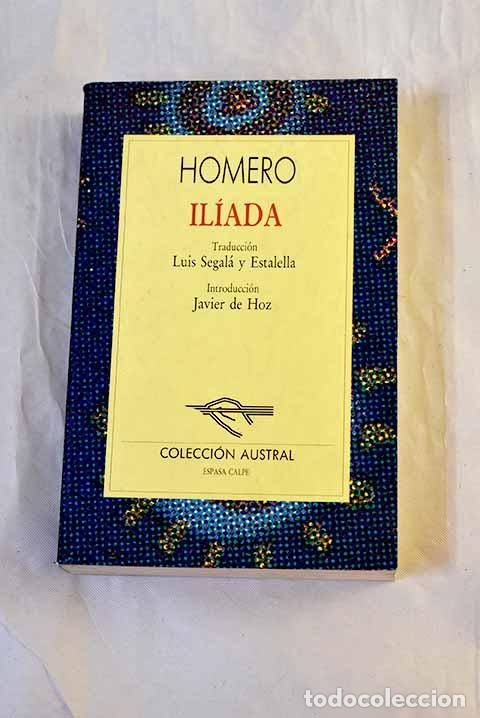 HOMERO
ILÍADA
Traducción
Luis Segalá y Estalella
Introducción
Javier de Hoz
COLECCIÓN AUSTRAL
ESPASA CALPE
todocoleccion